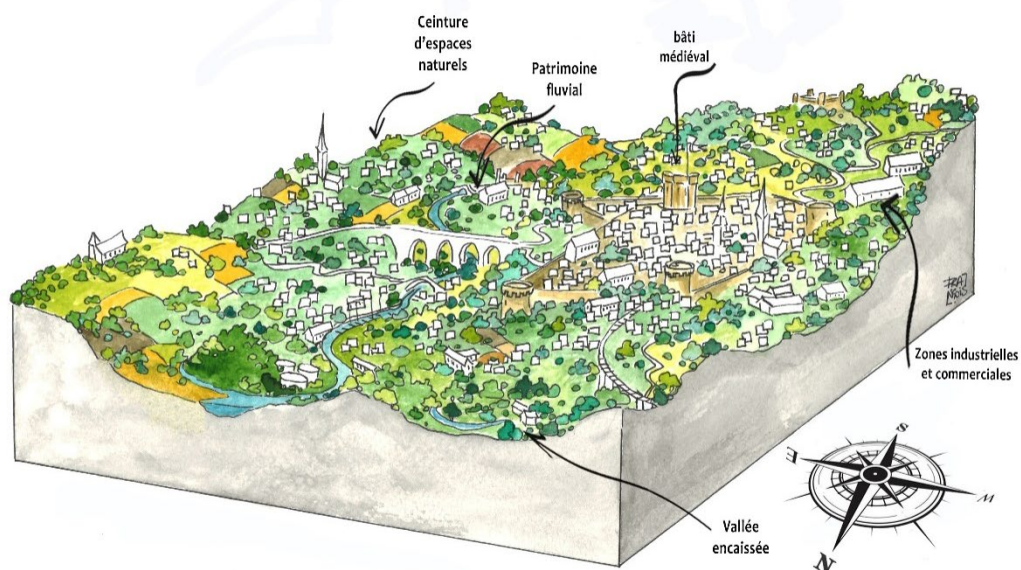 Ceinture
d'espaces
naturels
Patrimoine
fluvial
bâti
médiéval
Zones industrielles
et commerciales
Vallée
encaissée
S
E
W
N